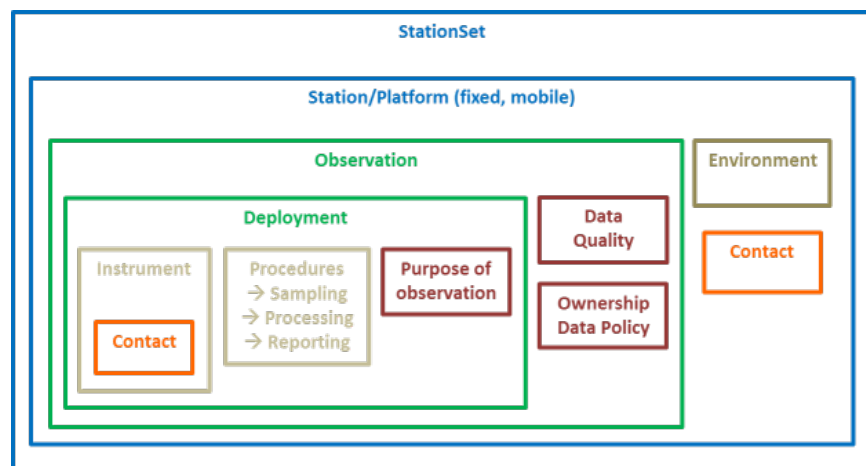 StationSet
Station/Platform (fixed, mobile)
Observation
Environment
Deployment
Data
Quality
Contact
Instrument
Procedures
→ Sampling
→ Processing
→ Reporting
Purpose of
observation
Ownership
Data Policy
Contact